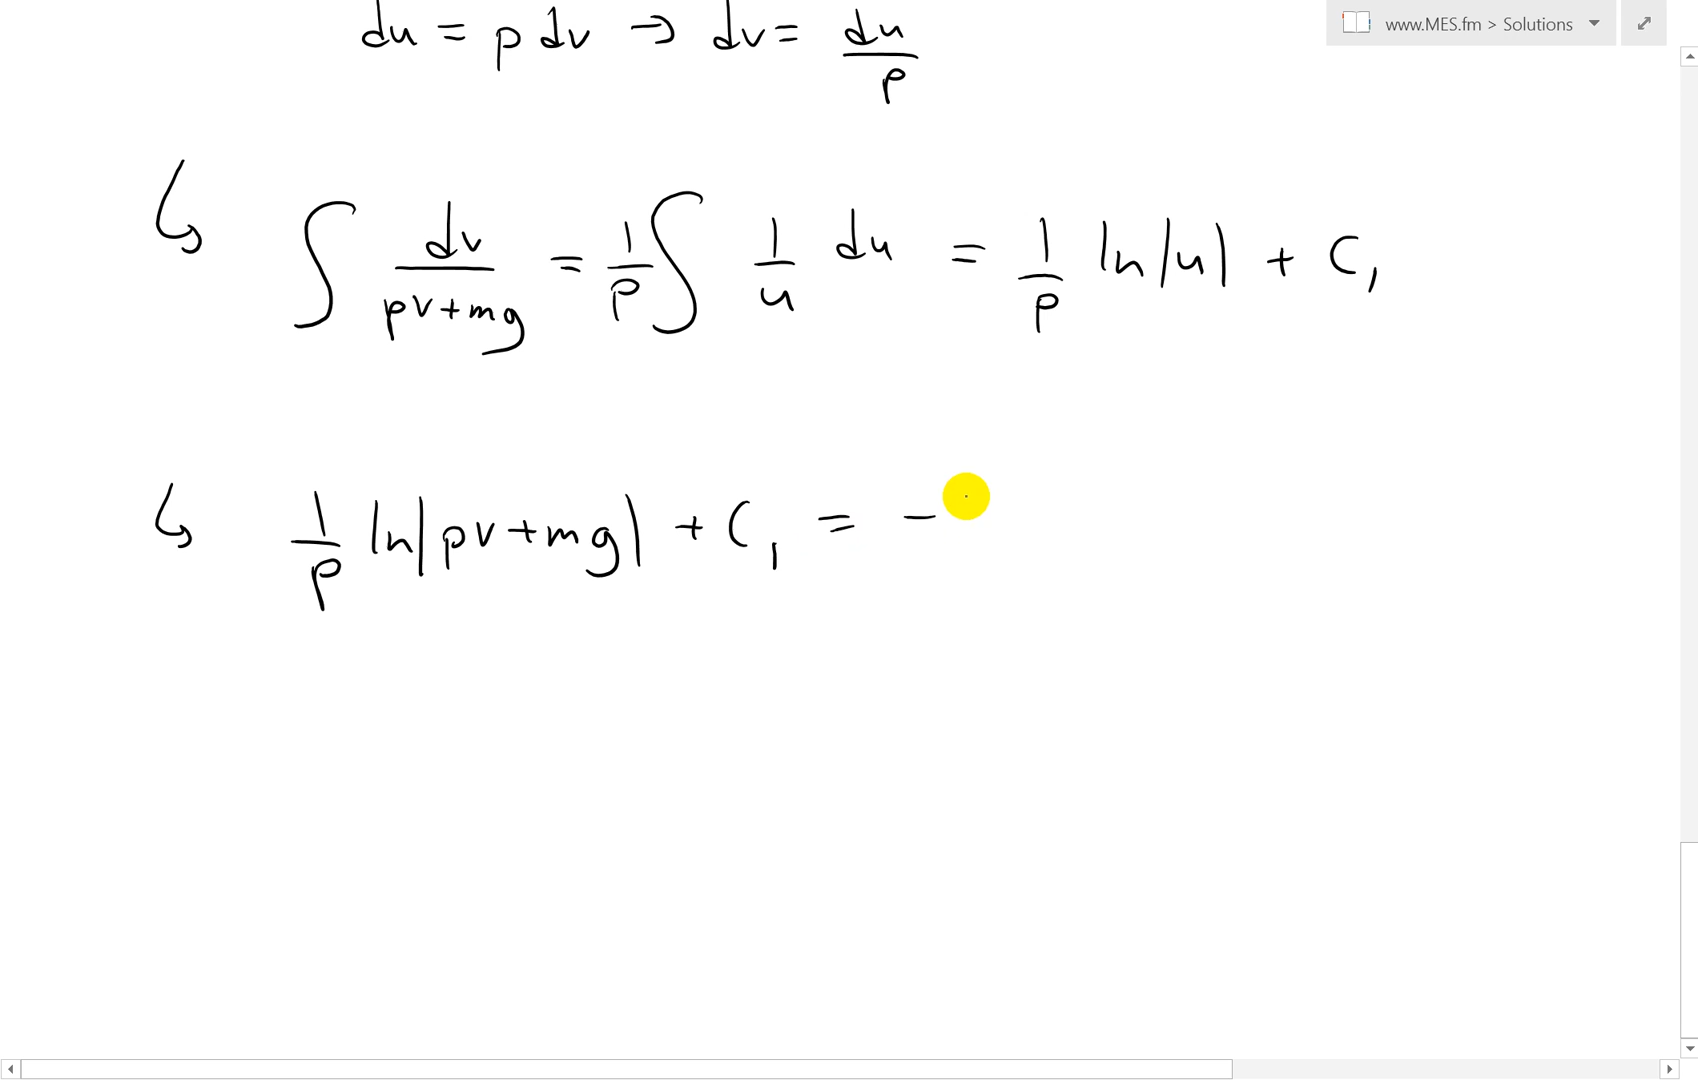 du = p dv → dv = du/p
www.MES.fm > Solutions
↳ ∫ dv/(pv+mg) = 1/p ∫ 1/u du = 1/p ln|u| + C₁
↳ 1/p ln|pv+mg| + C₁ = -